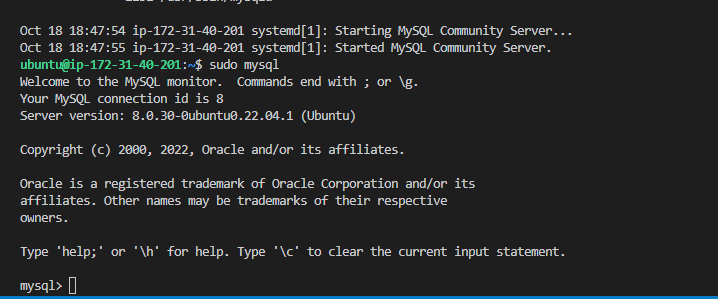 Oct 18 18:47:54 ip-172-31-40-201 systemd[1]: Starting MySQL Community Server...
Oct 18 18:47:55 ip-172-31-40-201 systemd[1]: Started MySQL Community Server.
ubuntu@ip-172-31-40-201:~$ sudo mysql
Welcome to the MySQL monitor.  Commands end with ; or \g.
Your MySQL connection id is 8
Server version: 8.0.30-0ubuntu0.22.04.1 (Ubuntu)
Copyright (c) 2000, 2022, Oracle and/or its affiliates.
Oracle is a registered trademark of Oracle Corporation and/or its
affiliates. Other names may be trademarks of their respective
owners.
Type 'help;' or '\h' for help. Type '\c' to clear the current input statement.
mysql>